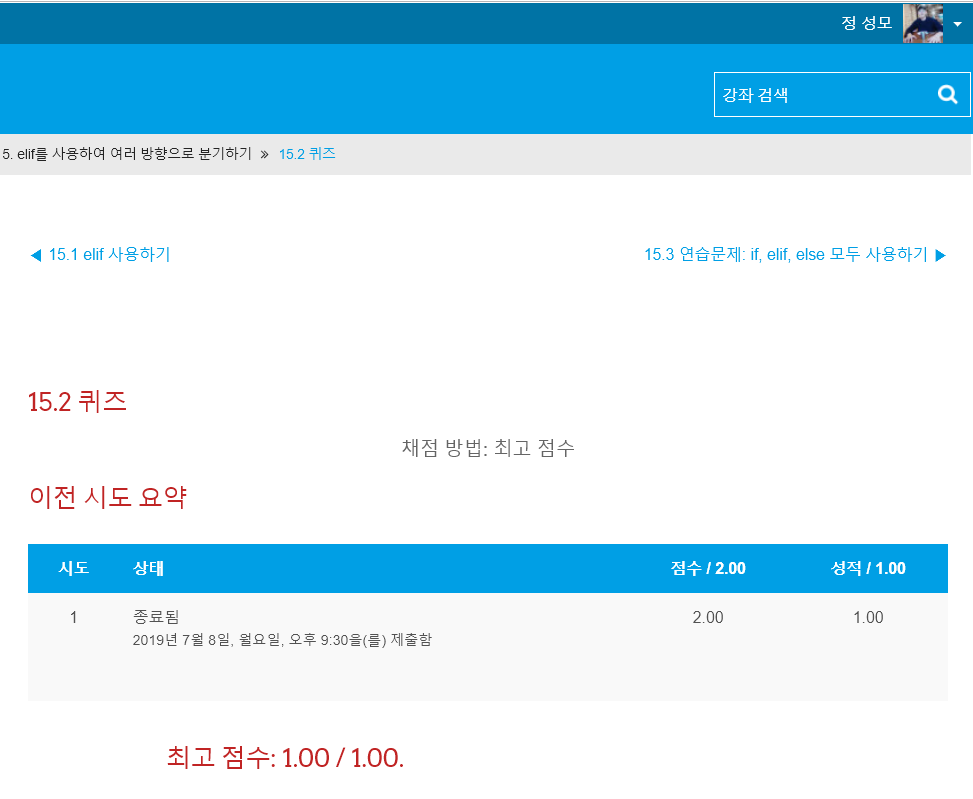 정 성모
강좌 검색
5. elif를 사용하여 여러 방향으로 분기하기 » 15.2 퀴즈
◀ 15.1 elif 사용하기
15.3 연습문제: if, elif, else 모두 사용하기 ▶
15.2 퀴즈
채점 방법: 최고 점수
이전 시도 요약
시도 상태 점수 / 2.00 성적 / 1.00
1 종료됨 2.00 1.00
2019년 7월 8일, 월요일, 오후 9:30을(를) 제출함
최고 점수: 1.00 / 1.00.